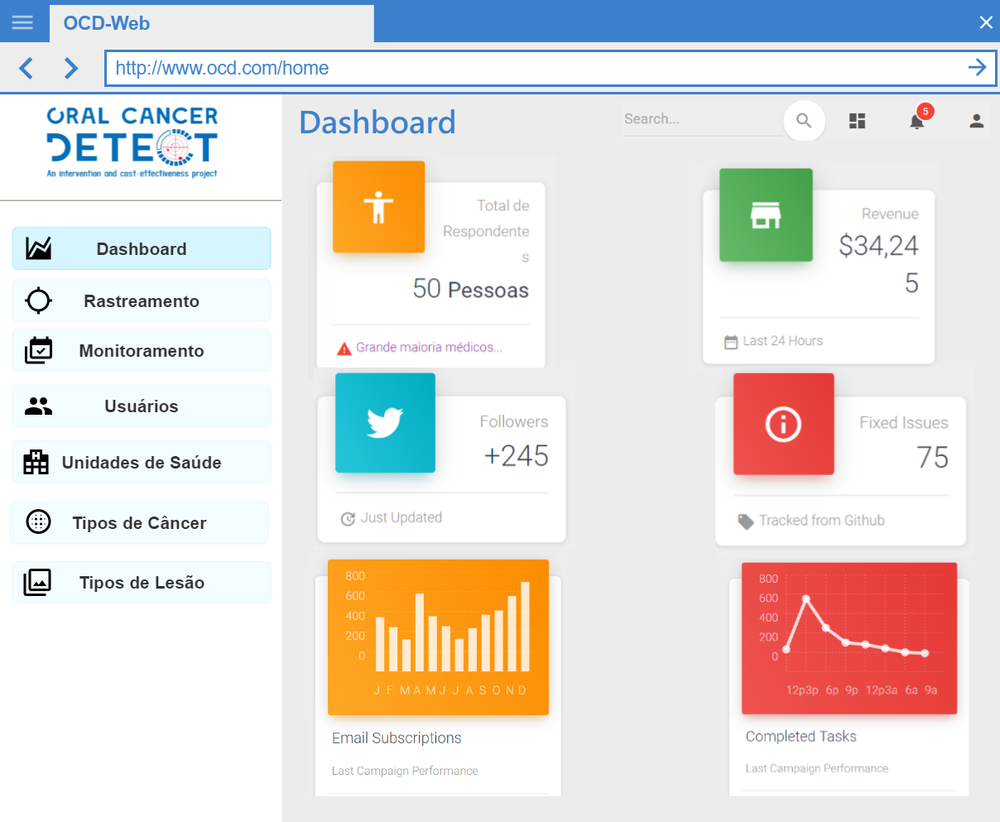 OCD-Web
http://www.ocd.com/home
ORAL CANCER
DETECT
An intervention and cost-effectiveness project
Dashboard
Rastreamento
Monitoramento
Usuários
Unidades de Saúde
Tipos de Câncer
Tipos de Lesão
Dashboard
Search...
5
Total de
Respondente
s
50 Pessoas
Grande maioria médicos...
Revenue
$34,24
5
Last 24 Hours
Followers
+245
Just Updated
Fixed Issues
75
Tracked from Github
800
600
400
200
0
J F M A M J J A S O N D
Email Subscriptions
Last Campaign Performance
800
600
400
200
0
12p3p 6p 9p 12p3a 6a 9a
Completed Tasks
Last Campaign Performance